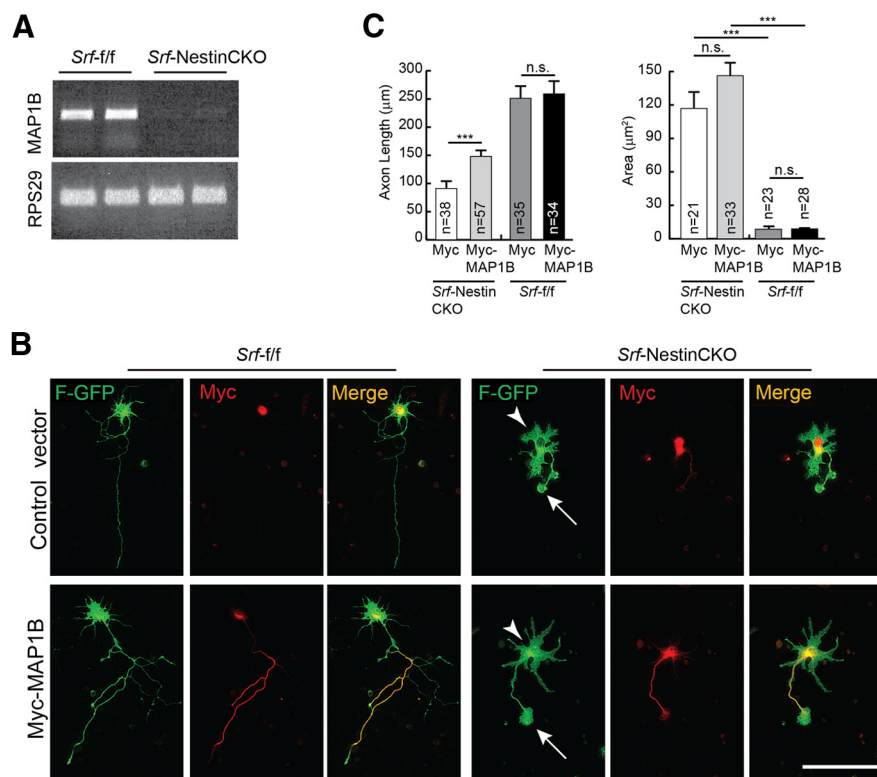 A
Srf-f/f
Srf-NestinCKO
MAP1B
RPS29
C
Axon Length (µm)
300
250
200
150
100
50
0
***
n.s.
n=38
n=57
n=35
n=34
Myc
Myc-MAP1B
Myc
Myc-MAP1B
Srf-Nestin
CKO
Srf-f/f
Area (µm²)
150
120
90
60
30
0
***
***
n.s.
n.s.
n=21
n=33
n=23
n=28
Myc
Myc-MAP1B
Myc
Myc-MAP1B
Srf-Nestin
CKO
Srf-f/f
B
Srf-f/f
Srf-NestinCKO
Control vector
F-GFP
Myc
Merge
F-GFP
Myc
Merge
Myc-MAP1B